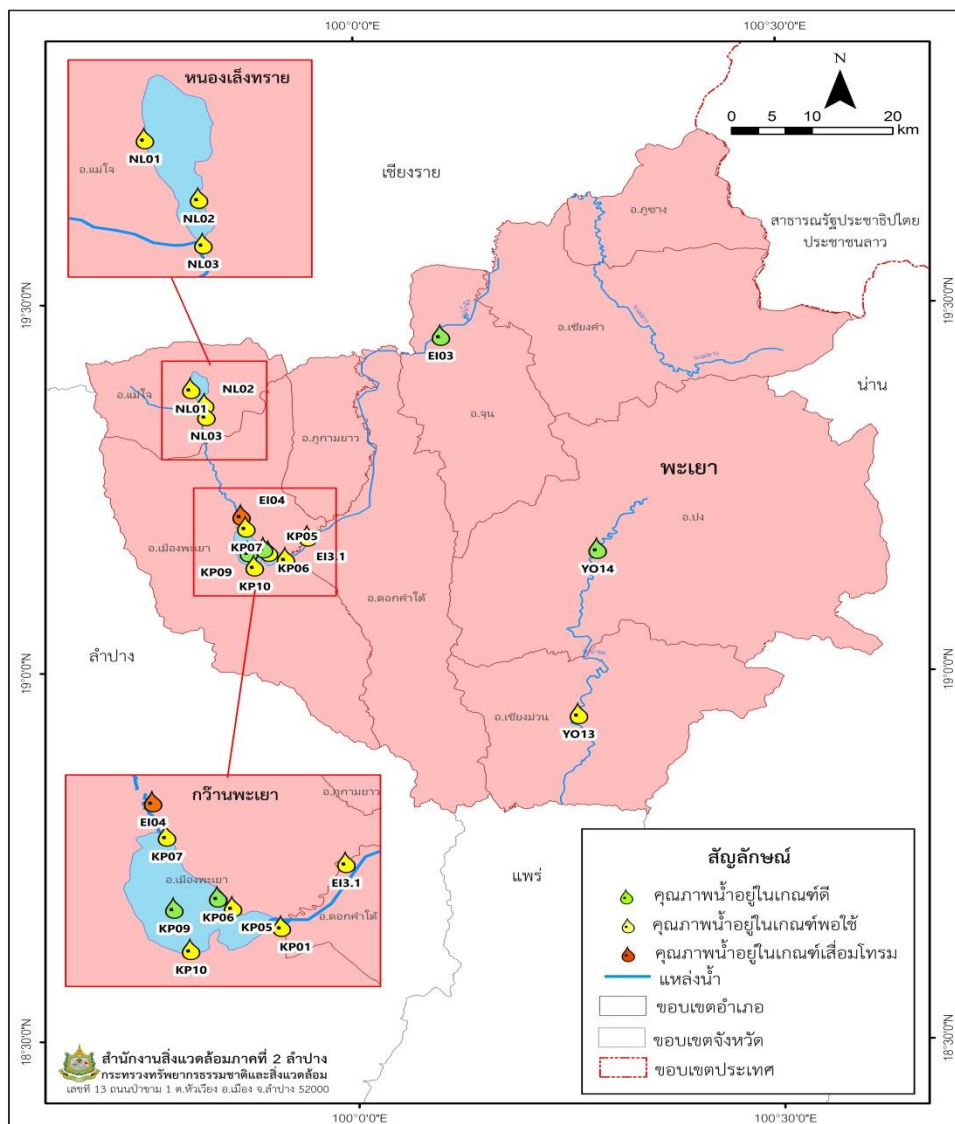 100°0'0"E
100°30'0"E
หนองเล็งทราย
NL01
อ.แม่ใจ
NL02
NL03
N
0 5 10 20
km
เชียงราย
อ.ภูซาง
สาธารณรัฐประชาธิปไตย
ประชาชนลาว
19°30'0"N
19°30'0"N
อ.เชียงคำ
EI03
น่าน
อ.แม่ใจ
NL02
NL01
NL03
อ.จุน
อ.ภูกามยาว
พะเยา
EI04
อ.ปง
KP05
อ.เมืองพะเยา
KP07
EI3.1
KP09
KP06
KP10
YO14
อ.ดอกคำใต้
ลำปาง
19°0'0"N
19°0'0"N
อ.เชียงม่วน
YO13
กว๊านพะเยา
อ.ภูกามยาว
EI04
KP07
อ.เมืองพะเยา
EI3.1
KP06
KP09
KP05
อ.ดอกคำใต้
KP01
KP10
แพร่
สัญลักษณ์
คุณภาพน้ำอยู่ในเกณฑ์ดี
คุณภาพน้ำอยู่ในเกณฑ์พอใช้
คุณภาพน้ำอยู่ในเกณฑ์เสื่อมโทรม
แหล่งน้ำ
ขอบเขตอำเภอ
ขอบเขตจังหวัด
ขอบเขตประเทศ
18°30'0"N
18°30'0"N
สำนักงานสิ่งแวดล้อมภาคที่ 2 ลำปาง
กระทรวงทรัพยากรธรรมชาติและสิ่งแวดล้อม
เลขที่ 13 ถนนป่าขาม 1 ต.หัวเวียง อ.เมือง จ.ลำปาง 52000
100°0'0"E
100°30'0"E